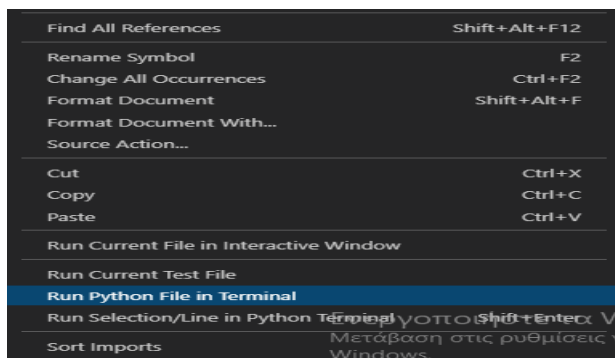 Find All References Shift+Alt+F12
Rename Symbol F2
Change All Occurrences Ctrl+F2
Format Document Shift+Alt+F
Format Document With...
Source Action...
Cut Ctrl+X
Copy Ctrl+C
Paste Ctrl+V
Run Current File in Interactive Window
Run Current Test File
Run Python File in Terminal
Run Selection/Line in Python Terminal Shift+Enter
Sort Imports
Μετάβαση στις ρυθμίσεις
Windows